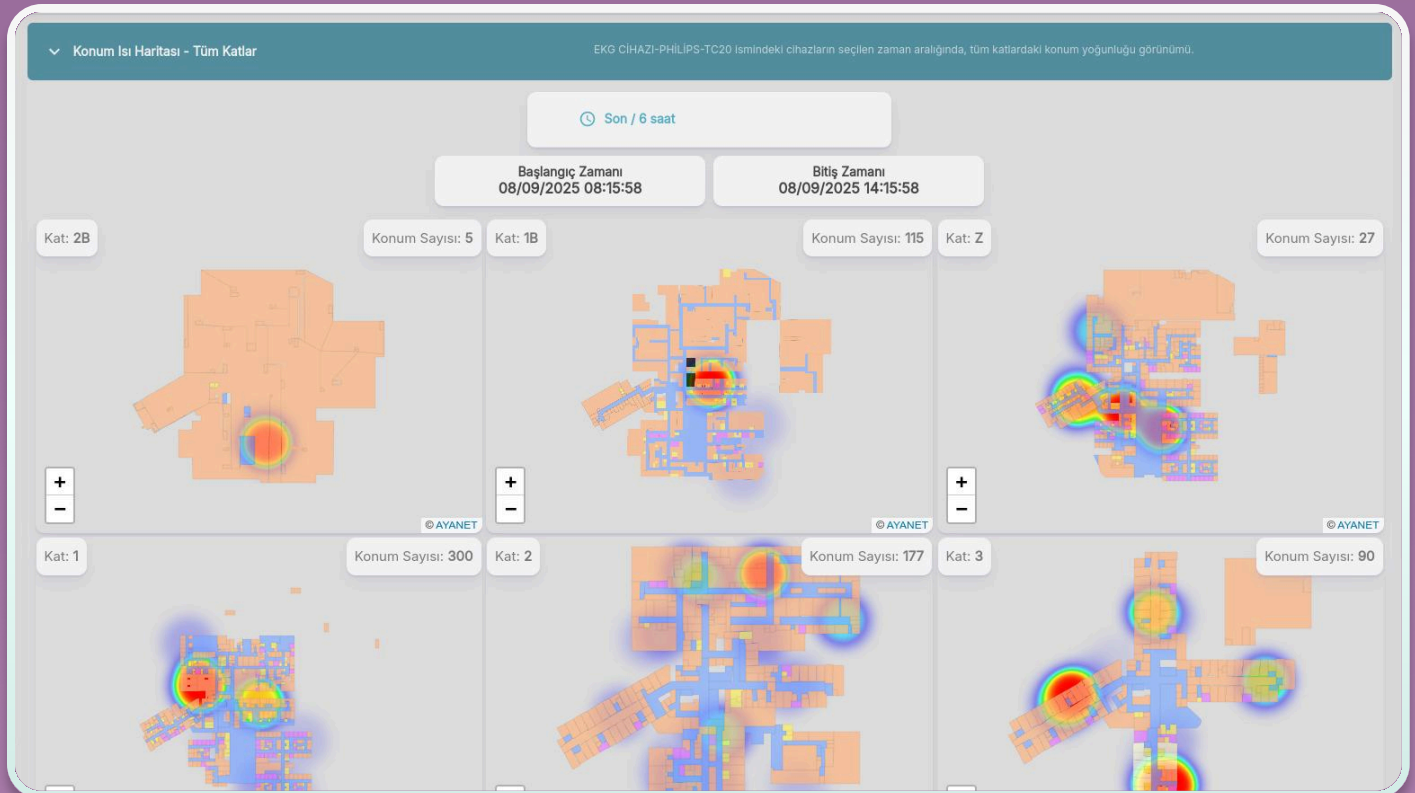 Konum Isı Haritası - Tüm Katlar
EKG CİHAZI-PHİLİPS-TC20 ismindeki cihazların seçilen zaman aralığında, tüm katlardaki konum yoğunluğu görünümü.
Son / 6 saat
Başlangıç Zamanı
08/09/2025 08:15:58
Bitiş Zamanı
08/09/2025 14:15:58
Kat: 2B
Konum Sayısı: 5
+
−
© AYANET
Kat: 1B
Konum Sayısı: 115
+
−
© AYANET
Kat: Z
Konum Sayısı: 27
+
−
© AYANET
Kat: 1
Konum Sayısı: 300
Kat: 2
Konum Sayısı: 177
Kat: 3
Konum Sayısı: 90